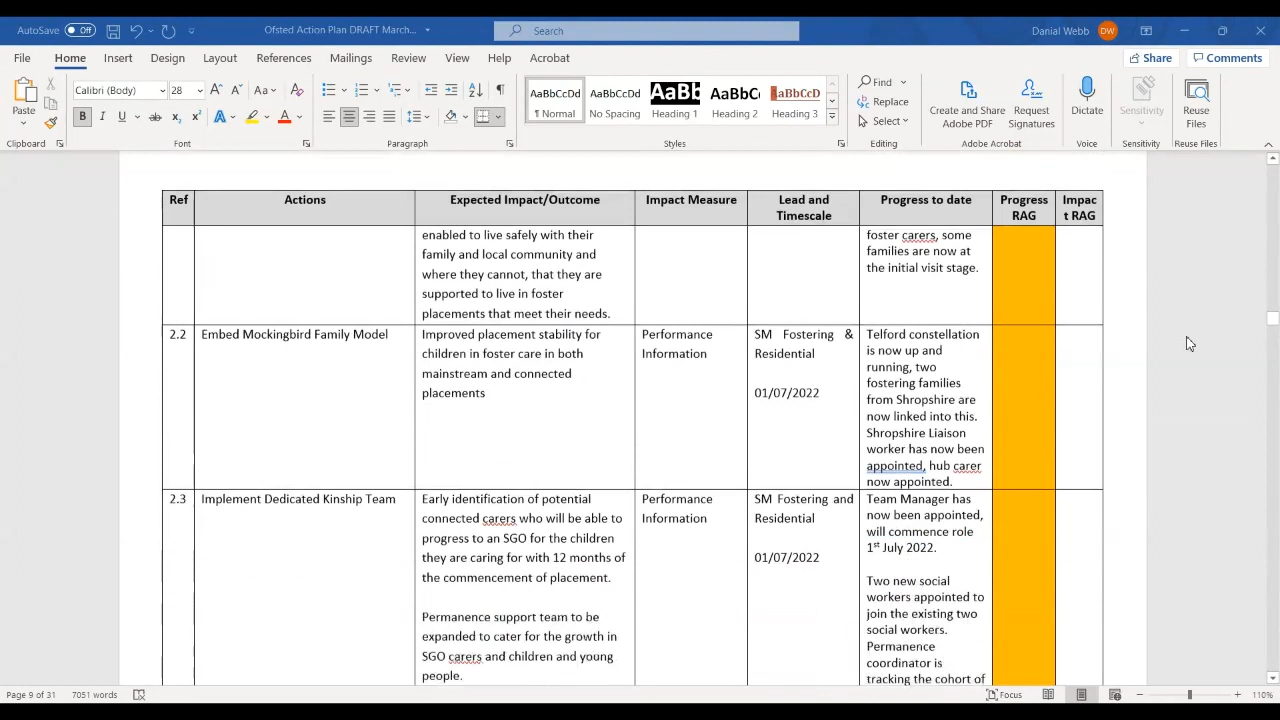 AutoSave Off Ofsted Action Plan DRAFT March... Search Danial Webb DW
File Home Insert Design Layout References Mailings Review View Help Acrobat Share Comments
Calibri (Body) 28 Aa AaBbCcDd AaBbCcDd AaBb AaBbC AaBbCcD Find
Paste B I U ab x₂ x² A A Normal No Spacing Heading 1 Heading 2 Heading 3 Replace Select Create and Share Adobe PDF Request Signatures Dictate Sensitivity Reuse Files
Clipboard Font Paragraph Styles Editing Adobe Acrobat Voice Sensitivity Reuse Files
Ref Actions Expected Impact/Outcome Impact Measure Lead and Timescale Progress to date Progress RAG Impac t RAG
enabled to live safely with their
family and local community and
where they cannot, that they are
supported to live in foster
placements that meet their needs.
foster carers, some
families are now at
the initial visit stage.
2.2 Embed Mockingbird Family Model
Improved placement stability for
children in foster care in both
mainstream and connected
placements
Performance
Information
SM Fostering &
Residential
01/07/2022
Telford constellation
is now up and
running, two
fostering families
from Shropshire are
now linked into this.
Shropshire Liaison
worker has now been
appointed, hub carer
now appointed.
2.3 Implement Dedicated Kinship Team
Early identification of potential
connected carers who will be able to
progress to an SGO for the children
they are caring for with 12 months of
the commencement of placement.
Permanence support team to be
expanded to cater for the growth in
SGO carers and children and young
people.
Performance
Information
SM Fostering and
Residential
01/07/2022
Team Manager has
now been appointed,
will commence role
1st July 2022.
Two new social
workers appointed to
join the existing two
social workers.
Permanence
coordinator is
tracking the cohort of
Page 9 of 31 7051 words Focus 110%